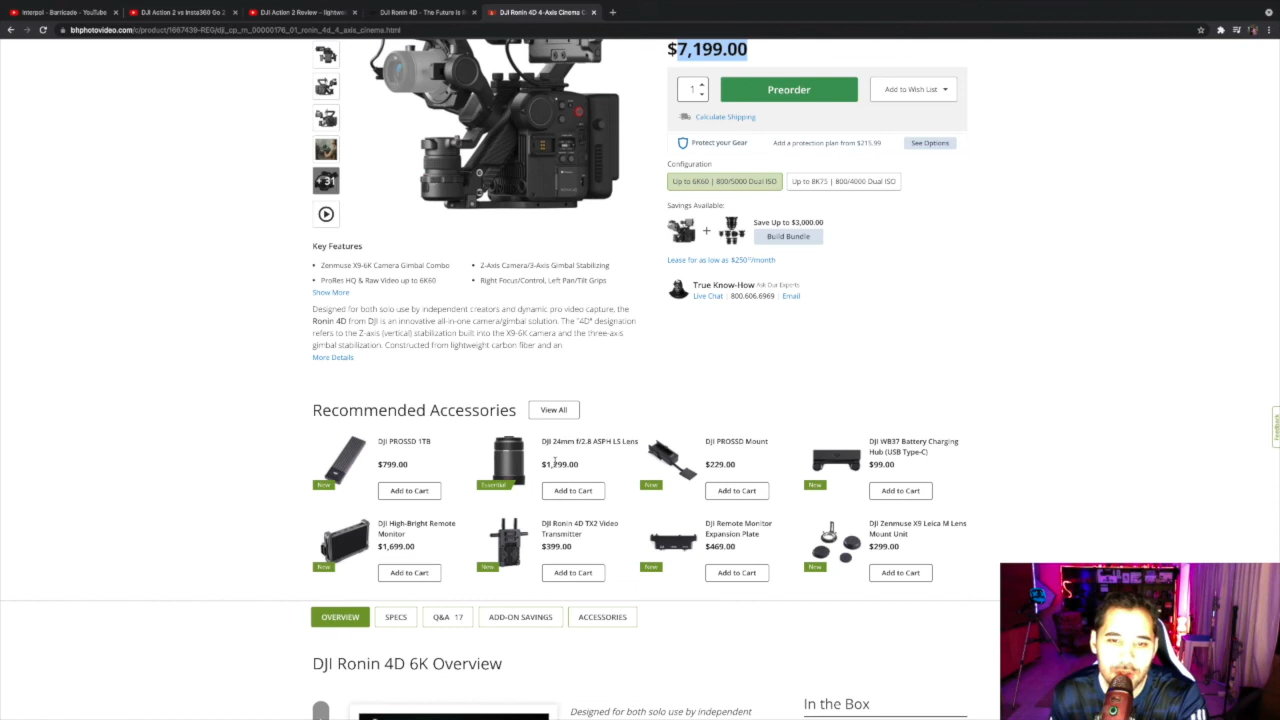 Interpol - Barricade - YouTube
DJI Action 2 vs Insta360 Go 2
DJI Action 2 Review – lightwei
DJI Ronin 4D - The Future Is H
DJI Ronin 4D 4-Axis Cinema C
bhphotovideo.com/c/product/1667439-REG/dji_cp_rn_00000176_01_ronin_4d_4_axis_cinema.html
$7,199.00
1
Preorder
Add to Wish List
Calculate Shipping
Protect your Gear
Add a protection plan from $215.99
See Options
Configuration
Up to 6K60 | 800/5000 Dual ISO
Up to 8K75 | 800/4000 Dual ISO
+ 31
Savings Available:
Save Up to $3,000.00
Build Bundle
Lease for as low as $250*/month
True Know-How Ask Our Experts
Live Chat | 800.606.6969 | Email
Key Features
• Zenmuse X9-6K Camera Gimbal Combo
• Z-Axis Camera/3-Axis Gimbal Stabilizing
• ProRes HQ & Raw Video up to 6K60
• Right Focus/Control, Left Pan/Tilt Grips
Show More
Designed for both solo use by independent creators and dynamic pro video capture, the
Ronin 4D from DJI is an innovative all-in-one camera/gimbal solution. The "4D" designation
refers to the Z-axis (vertical) stabilization built into the X9-6K camera and the three-axis
gimbal stabilization. Constructed from lightweight carbon fiber and an
More Details
Recommended Accessories
View All
DJI PROSSD 1TB
$799.00
New
Add to Cart
DJI 24mm f/2.8 ASPH LS Lens
$1,299.00
Essential
Add to Cart
DJI PROSSD Mount
$229.00
New
Add to Cart
DJI WB37 Battery Charging
Hub (USB Type-C)
$99.00
New
Add to Cart
DJI High-Bright Remote
Monitor
$1,699.00
New
Add to Cart
DJI Ronin 4D TX2 Video
Transmitter
$399.00
New
Add to Cart
DJI Remote Monitor
Expansion Plate
$469.00
New
Add to Cart
DJI Zenmuse X9 Leica M Lens
Mount Unit
$299.00
New
Add to Cart
Feedback
OVERVIEW
SPECS
Q&A 17
ADD-ON SAVINGS
ACCESSORIES
DJI Ronin 4D 6K Overview
Designed for both solo use by independent
In the Box